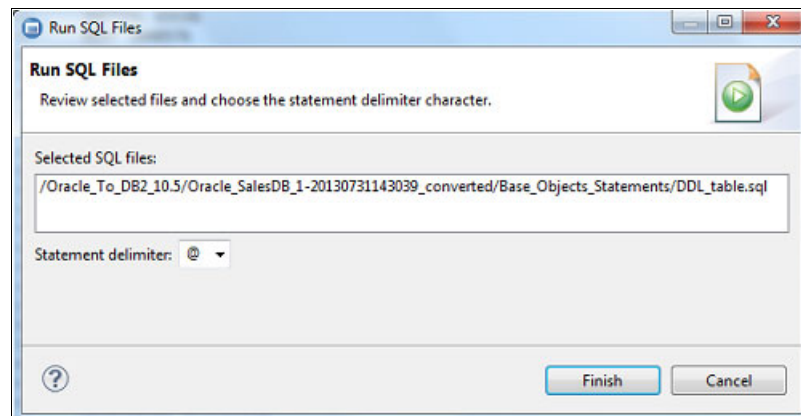 Run SQL Files
Run SQL Files
Review selected files and choose the statement delimiter character.
Selected SQL files:
/Oracle_To_DB2_10.5/Oracle_SalesDB_1-20130731143039_converted/Base_Objects_Statements/DDL_table.sql
Statement delimiter: @
?
Finish Cancel